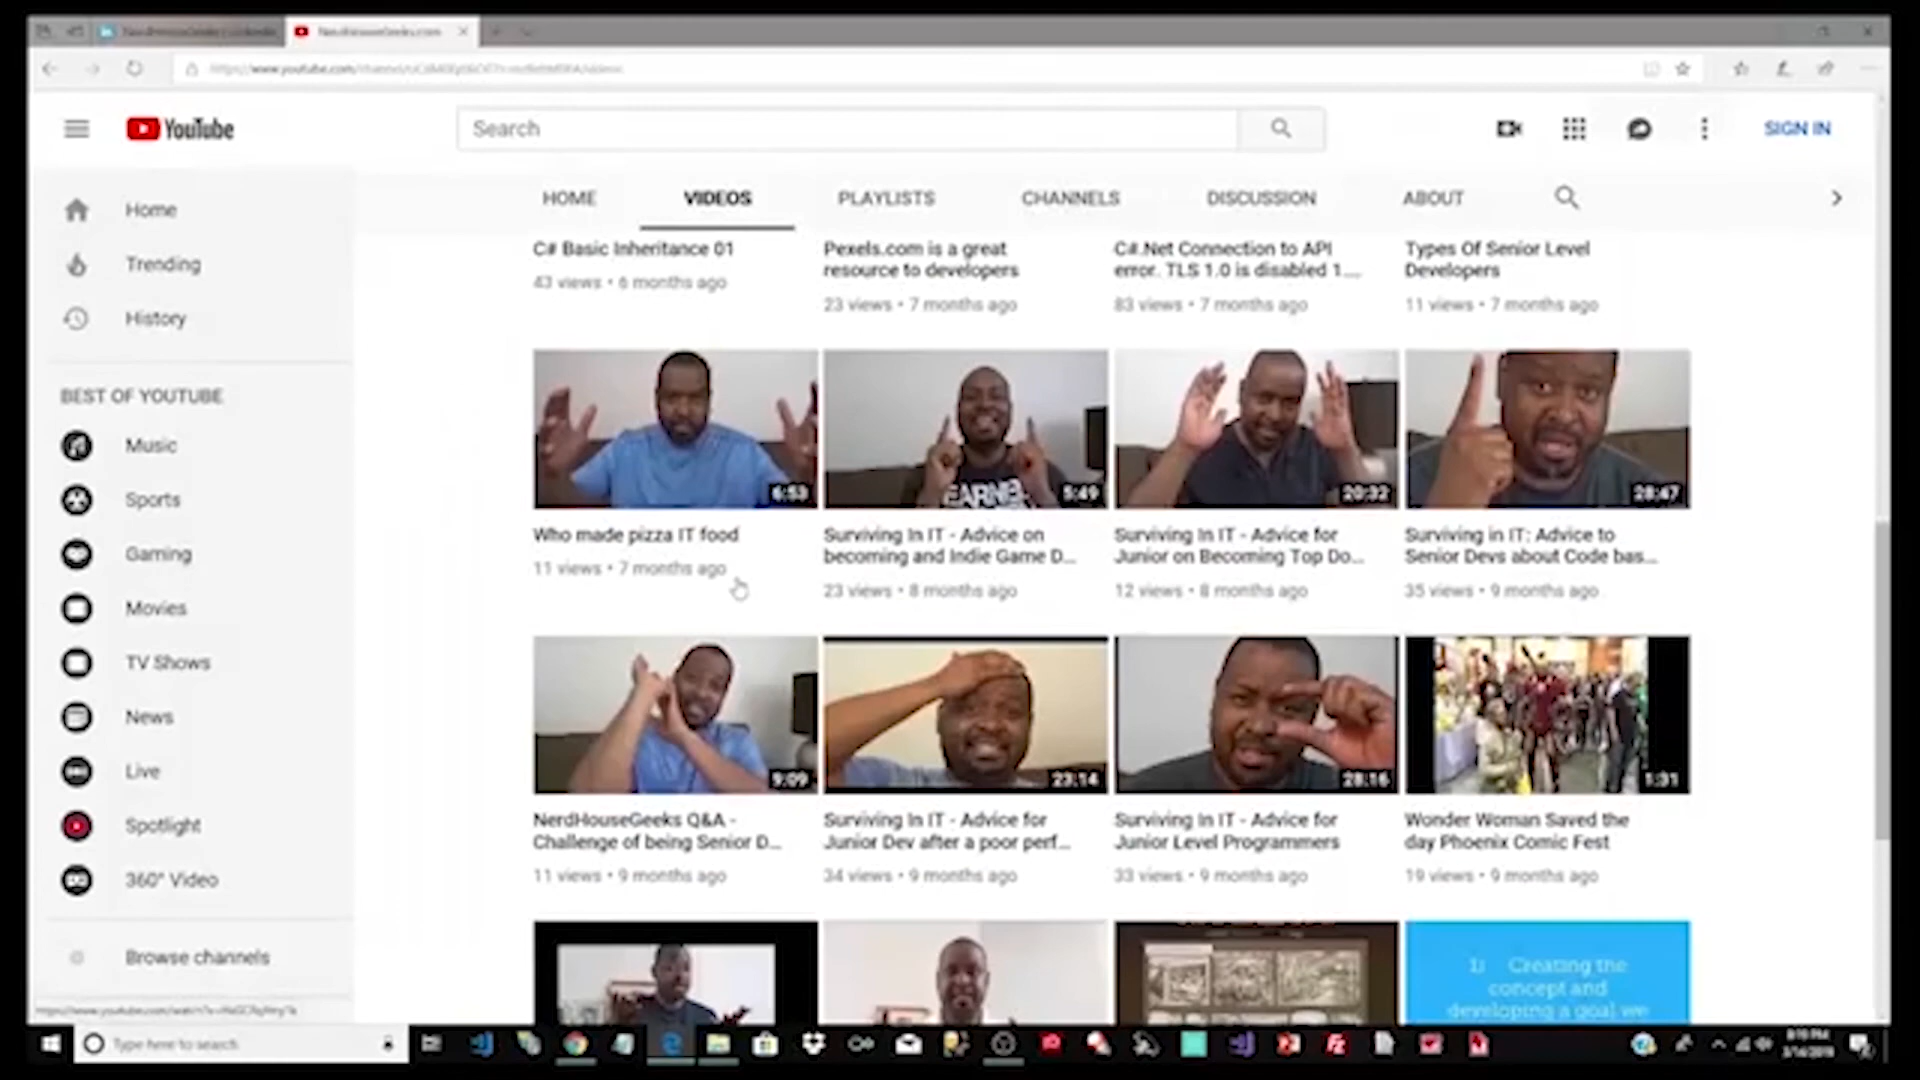 NerdHouseGeeks.com
YouTube
Search
SIGN IN
HOME VIDEOS PLAYLISTS CHANNELS DISCUSSION ABOUT
Home
Trending
History
BEST OF YOUTUBE
Music
Sports
Gaming
Movies
TV Shows
News
Live
Spotlight
360° Video
Browse channels
C# Basic Inheritance 01
43 views • 6 months ago
Pexels.com is a great
resource to developers
23 views • 7 months ago
C#.Net Connection to API
error. TLS 1.0 is disabled 1....
83 views • 7 months ago
Types Of Senior Level
Developers
11 views • 7 months ago
6:53
Who made pizza IT food
11 views • 7 months ago
5:49
Surviving In IT - Advice on
becoming and Indie Game D...
23 views • 8 months ago
20:32
Surviving In IT - Advice for
Junior on Becoming Top Do...
12 views • 8 months ago
28:47
Surviving in IT: Advice to
Senior Devs about Code bas...
35 views • 9 months ago
9:09
NerdHouseGeeks Q&A -
Challenge of being Senior D...
11 views • 9 months ago
23:14
Surviving In IT - Advice for
Junior Dev after a poor perf...
34 views • 9 months ago
28:16
Surviving In IT - Advice for
Junior Level Programmers
33 views • 9 months ago
1:31
Wonder Woman Saved the
day Phoenix Comic Fest
19 views • 9 months ago
1) Creating the
concept and
developing a goal we
Type here to search